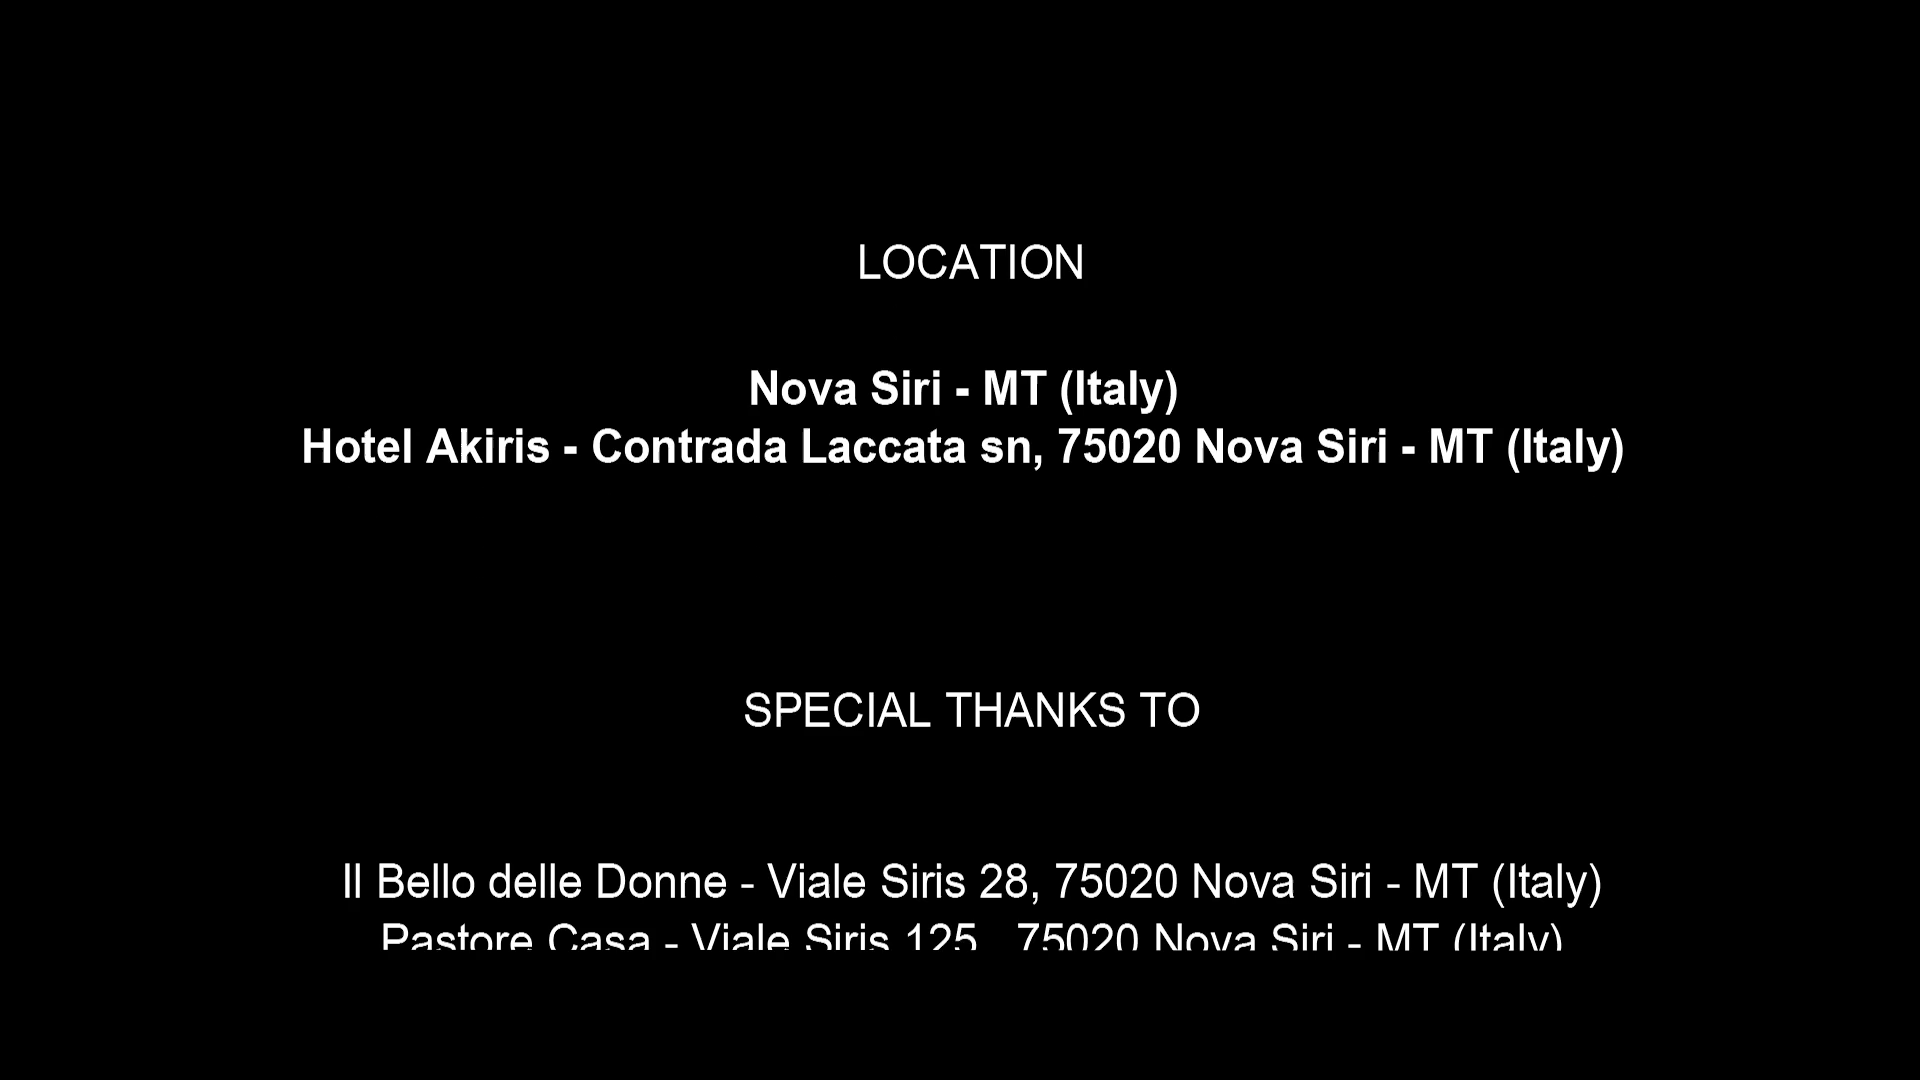 LOCATION
Nova Siri - MT (Italy)
Hotel Akiris - Contrada Laccata sn, 75020 Nova Siri - MT (Italy)
SPECIAL THANKS TO
Il Bello delle Donne - Viale Siris 28, 75020 Nova Siri - MT (Italy)
Pastore Casa - Viale Siris 125, 75020 Nova Siri - MT (Italy)